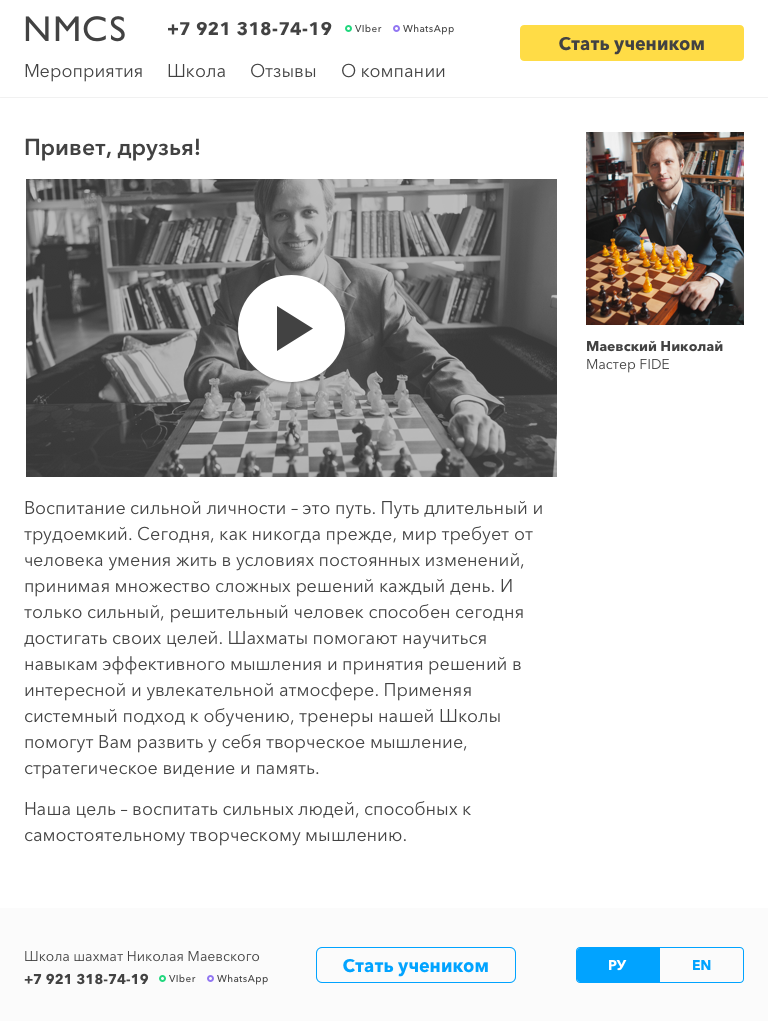 NMCS
+7 921 318-74-19 VIber WhatsApp
Стать учеником
Мероприятия Школа Отзывы О компании
Привет, друзья!
Маевский Николай
Мастер FIDE
Воспитание сильной личности – это путь. Путь длительный и
трудоемкий. Сегодня, как никогда прежде, мир требует от
человека умения жить в условиях постоянных изменений,
принимая множество сложных решений каждый день. И
только сильный, решительный человек способен сегодня
достигать своих целей. Шахматы помогают научиться
навыкам эффективного мышления и принятия решений в
интересной и увлекательной атмосфере. Применяя
системный подход к обучению, тренеры нашей Школы
помогут Вам развить у себя творческое мышление,
стратегическое видение и память.
Наша цель – воспитать сильных людей, способных к
самостоятельному творческому мышлению.
Школа шахмат Николая Маевского
+7 921 318-74-19 VIber WhatsApp
Стать учеником
РУ EN